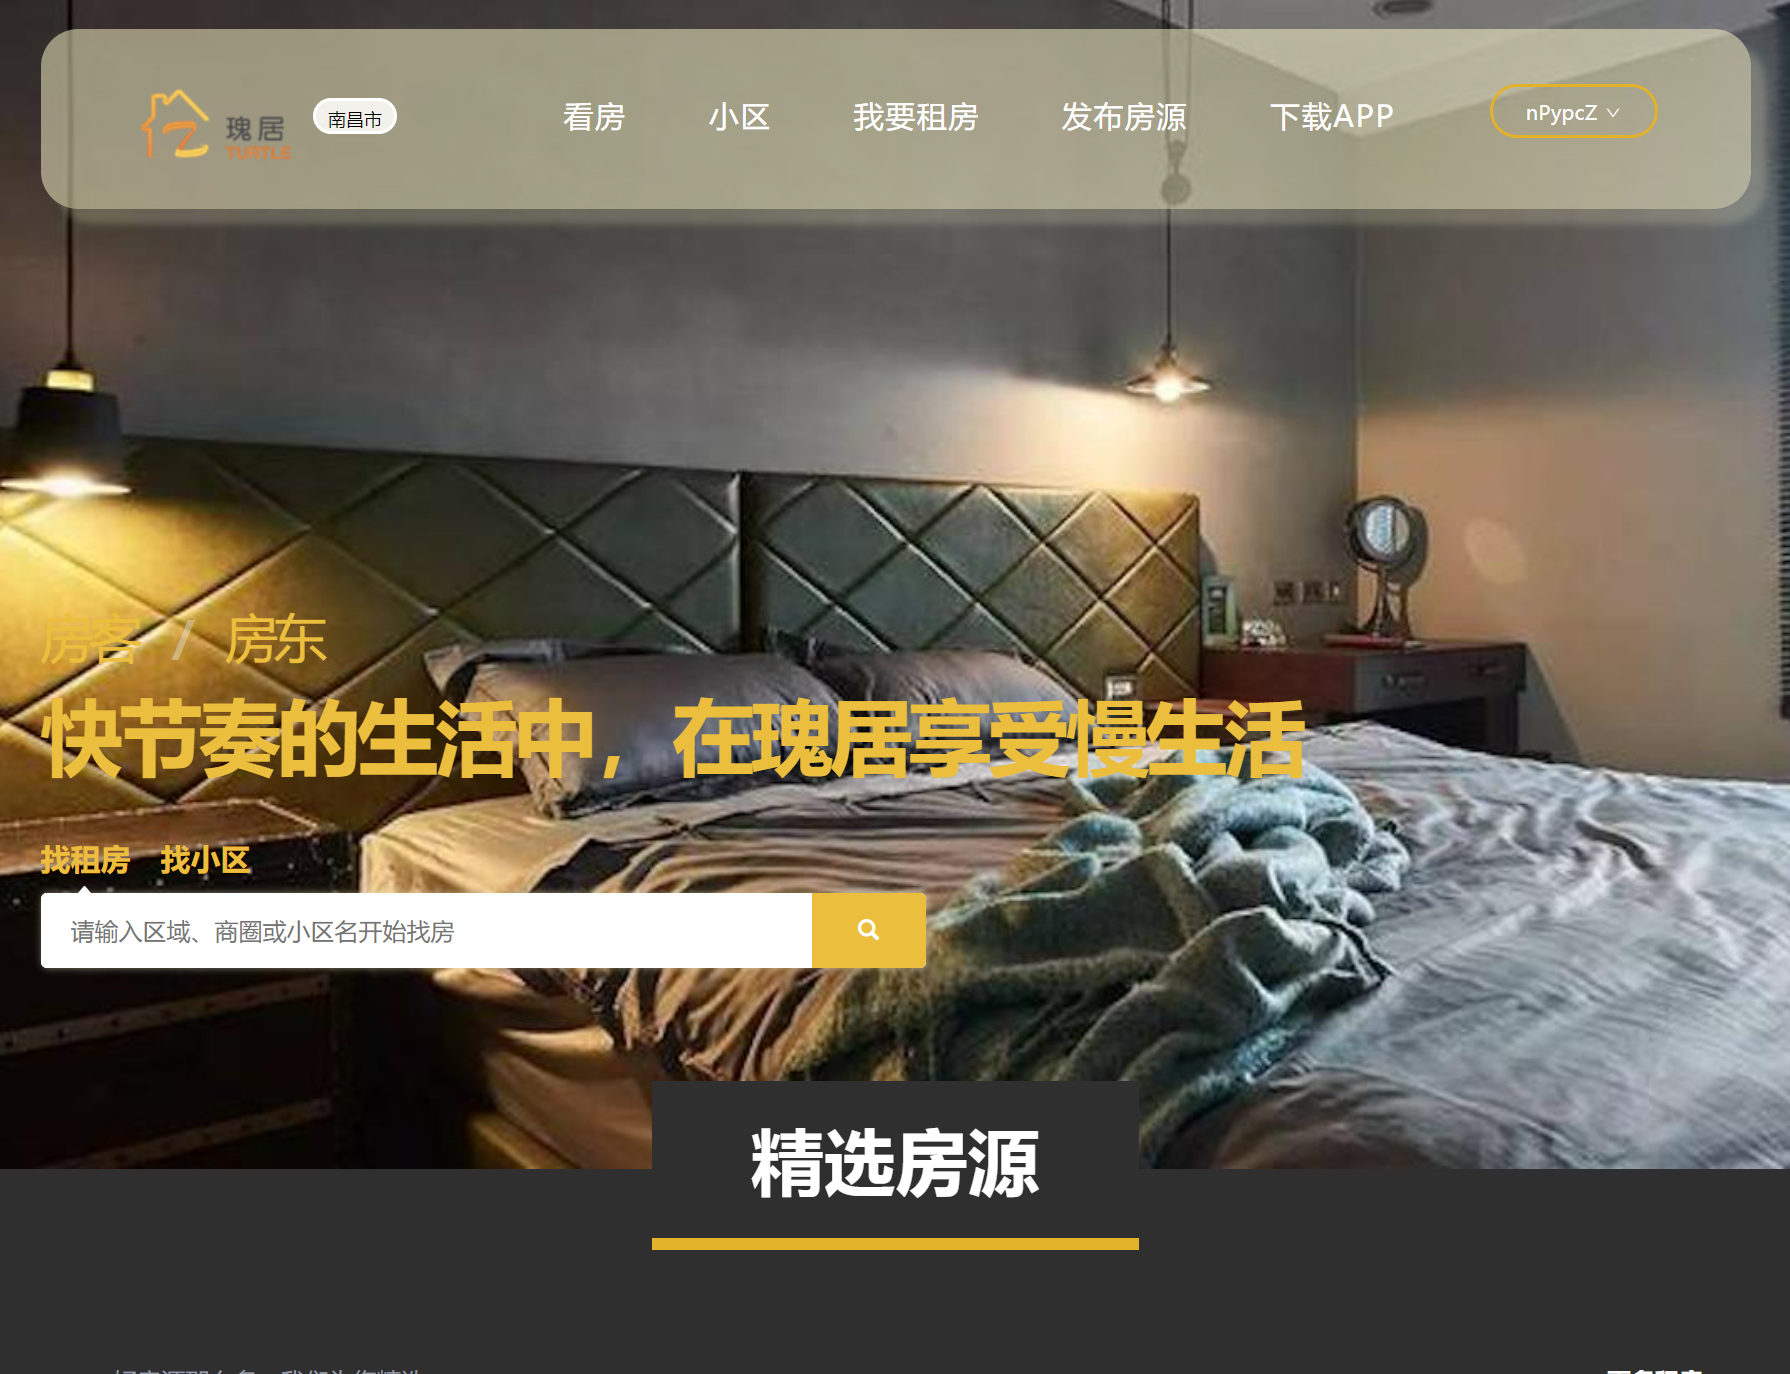 瑰居
TURTLE
南昌市
看房
小区
我要租房
发布房源
下载APP
nPypcZ
房客 / 房东
快节奏的生活中，在瑰居享受慢生活
找租房 找小区
请输入区域、商圈或小区名开始找房
精选房源